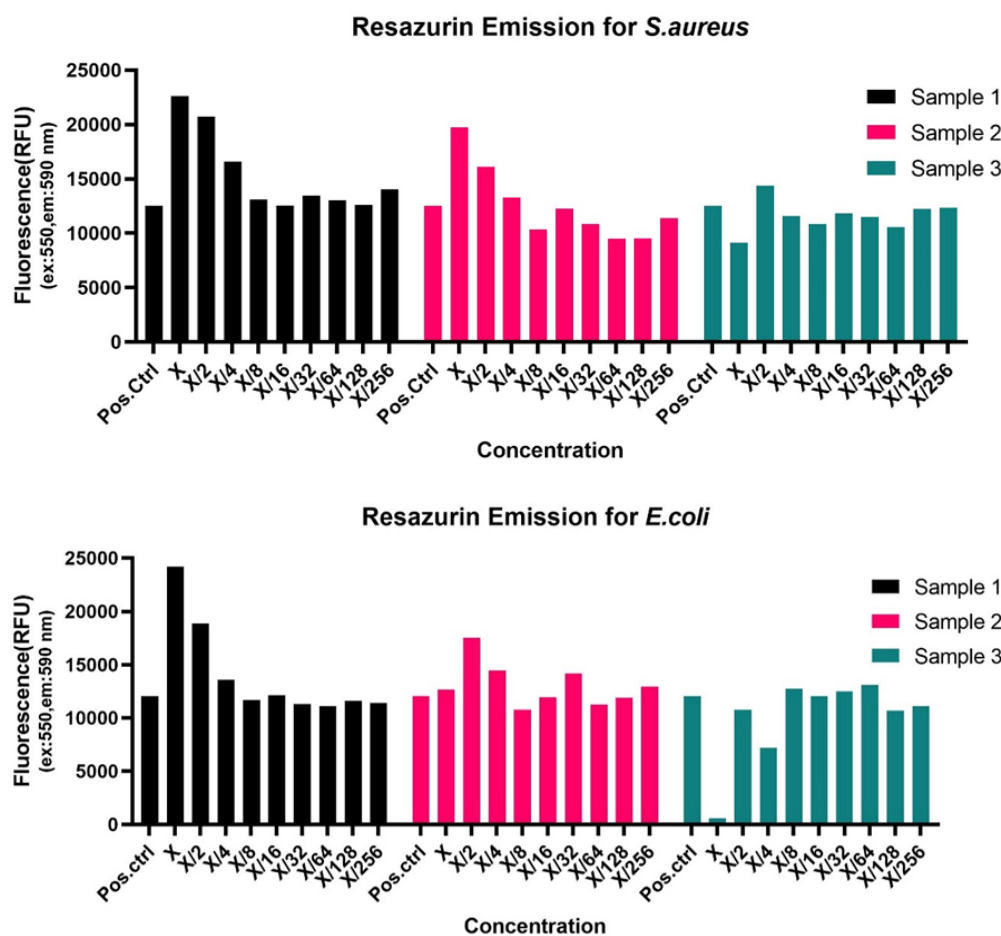 Resazurin Emission for S.aureus
Fluorescence(RFU)
(ex:550,em:590 nm)
25000
20000
15000
10000
5000
0
Sample 1
Sample 2
Sample 3
Pos.Ctrl X X/2 X/4 X/8 X/16 X/32 X/64 X/128 X/256 Pos.Ctrl X X/2 X/4 X/8 X/16 X/32 X/64 X/128 X/256 Pos.Ctrl X X/2 X/4 X/8 X/16 X/32 X/64 X/128 X/256
Concentration
Resazurin Emission for E.coli
Fluorescence(RFU)
(ex:550,em:590 nm)
25000
20000
15000
10000
5000
0
Sample 1
Sample 2
Sample 3
Pos.ctrl X X/2 X/4 X/8 X/16 X/32 X/64 X/128 X/256 Pos.ctrl X X/2 X/4 X/8 X/16 X/32 X/64 X/128 X/256 Pos.ctrl X X/2 X/4 X/8 X/16 X/32 X/64 X/128 X/256
Concentration